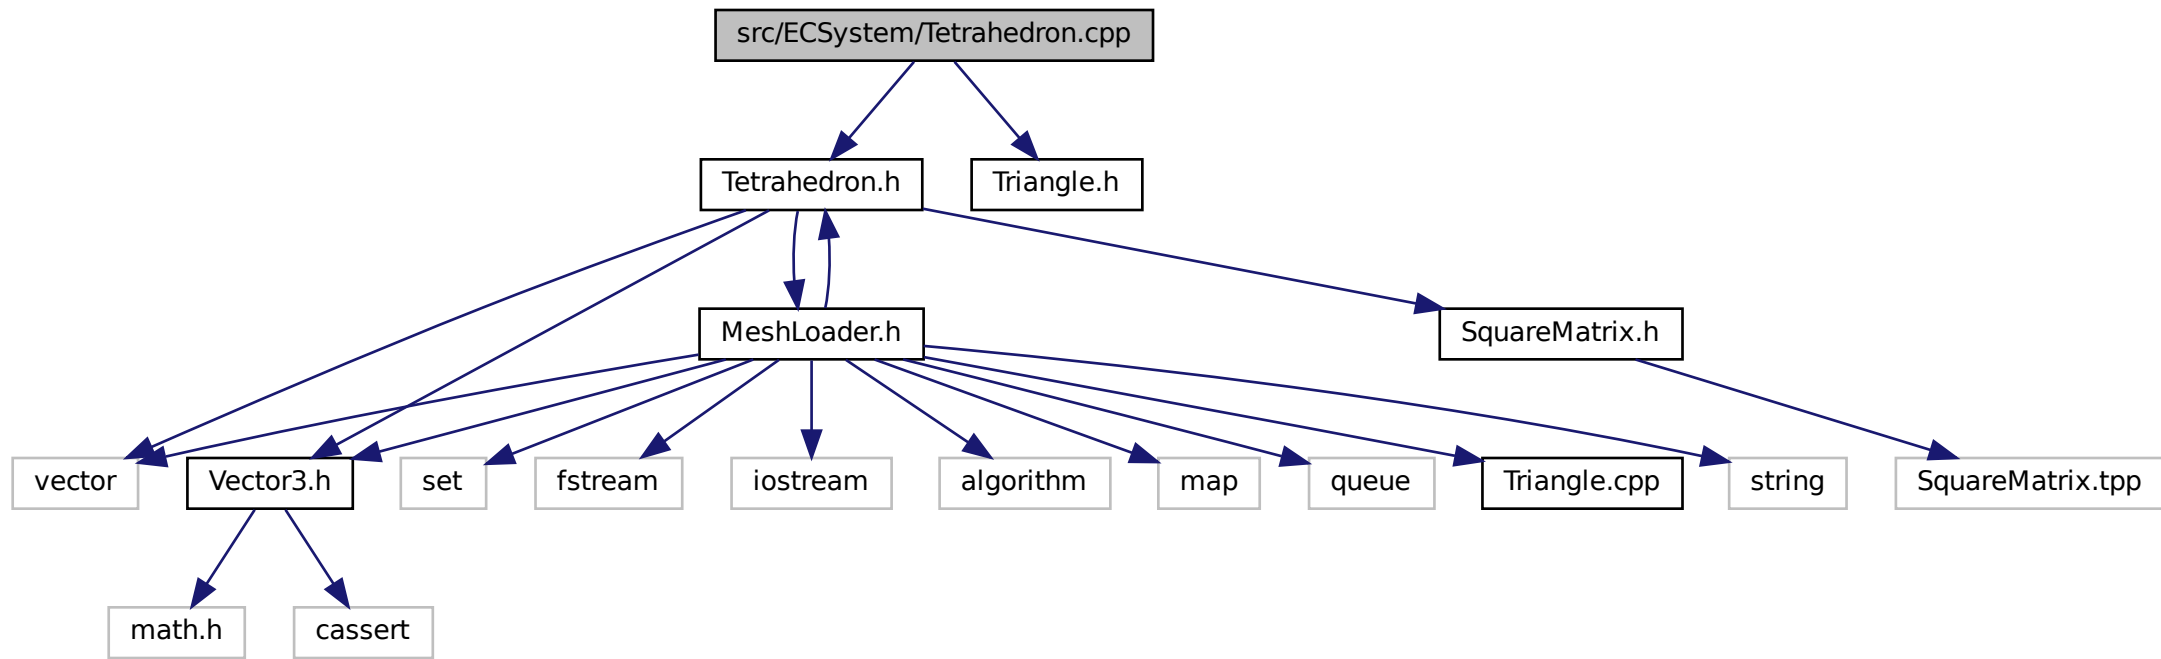 src/ECSystem/Tetrahedron.cpp
Tetrahedron.h
Triangle.h
MeshLoader.h
SquareMatrix.h
vector
Vector3.h
set
fstream
iostream
algorithm
map
queue
Triangle.cpp
string
SquareMatrix.tpp
math.h
cassert